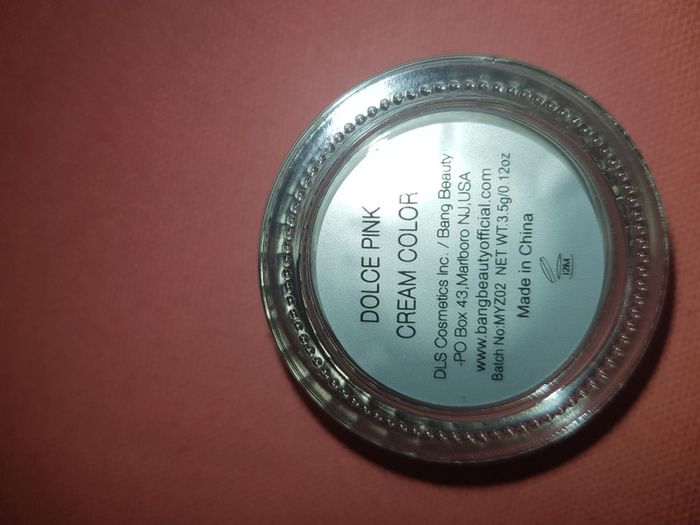 DOLCE PINK
CREAM COLOR
DLS Cosmetics Inc. / Bang Beauty
-PO Box 43,Marlboro NJ,USA
www.bangbeautyofficial.com
Batch No:MYZ02 NET WT.3.5g/0.12oz
Made in China
12M